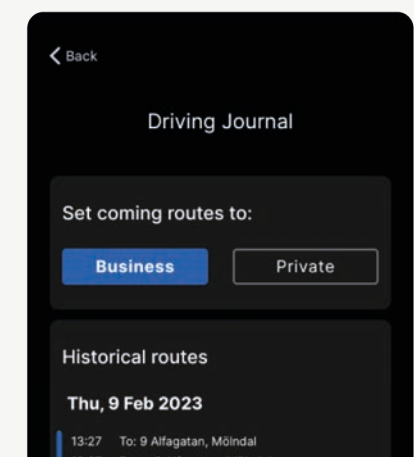 Back
Driving Journal
Set coming routes to:
Business
Private
Historical routes
Thu, 9 Feb 2023
13:27 To: 9 Alfagatan, Mölndal